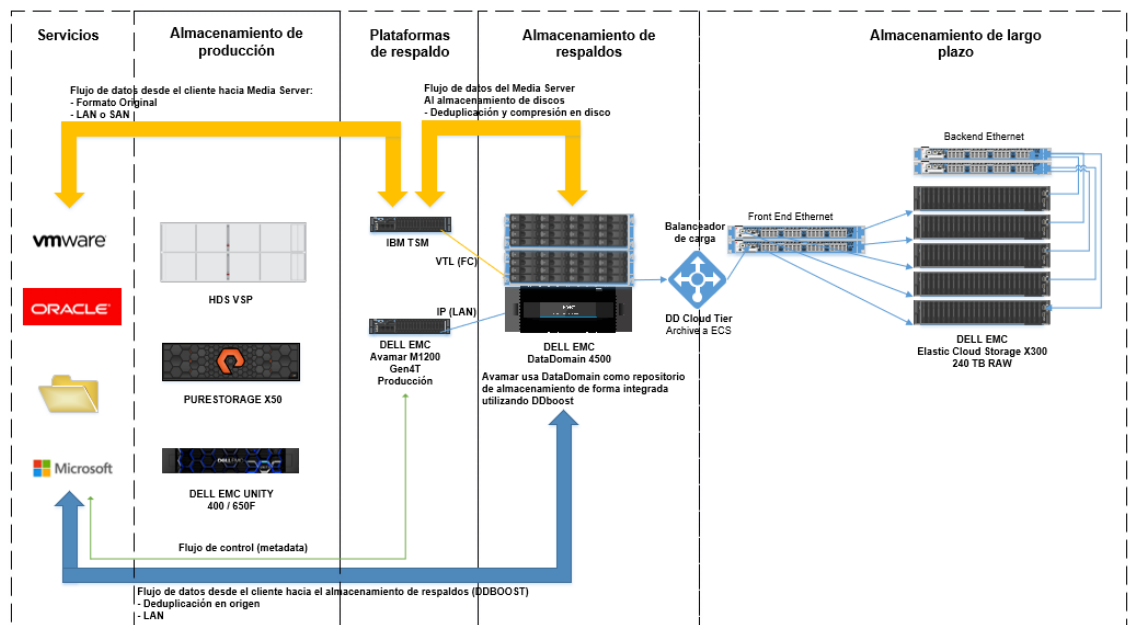 Servicios
Almacenamiento de
producción
Plataformas
de respaldo
Almacenamiento de
respaldos
Almacenamiento de largo
plazo
Flujo de datos desde el cliente hacia Media Server:
- Formato Original
- LAN o SAN
Flujo de datos del Media Server
Al almacenamiento de discos
- Deduplicación y compresión en disco
Backend Ethernet
vmware
ORACLE
Microsoft
HDS VSP
PURESTORAGE X50
DELL EMC
DELL EMC UNITY
400 / 650F
IBM TSM
VTL (FC)
IP (LAN)
DELL EMC
Avamar M1200
Gen4T
Producción
DELL EMC
DataDomain 4500
Avamar usa DataDomain como repositorio
de almacenamiento de forma integrada
utilizando DDboost
Balanceador
de carga
Front End Ethernet
DD Cloud Tier
Archive a ECS
DELL EMC
Elastic Cloud Storage X300
240 TB RAW
Flujo de control (metadata)
Flujo de datos desde el cliente hacia el almacenamiento de respaldos (DDBOOST)
- Deduplicación en origen
- LAN